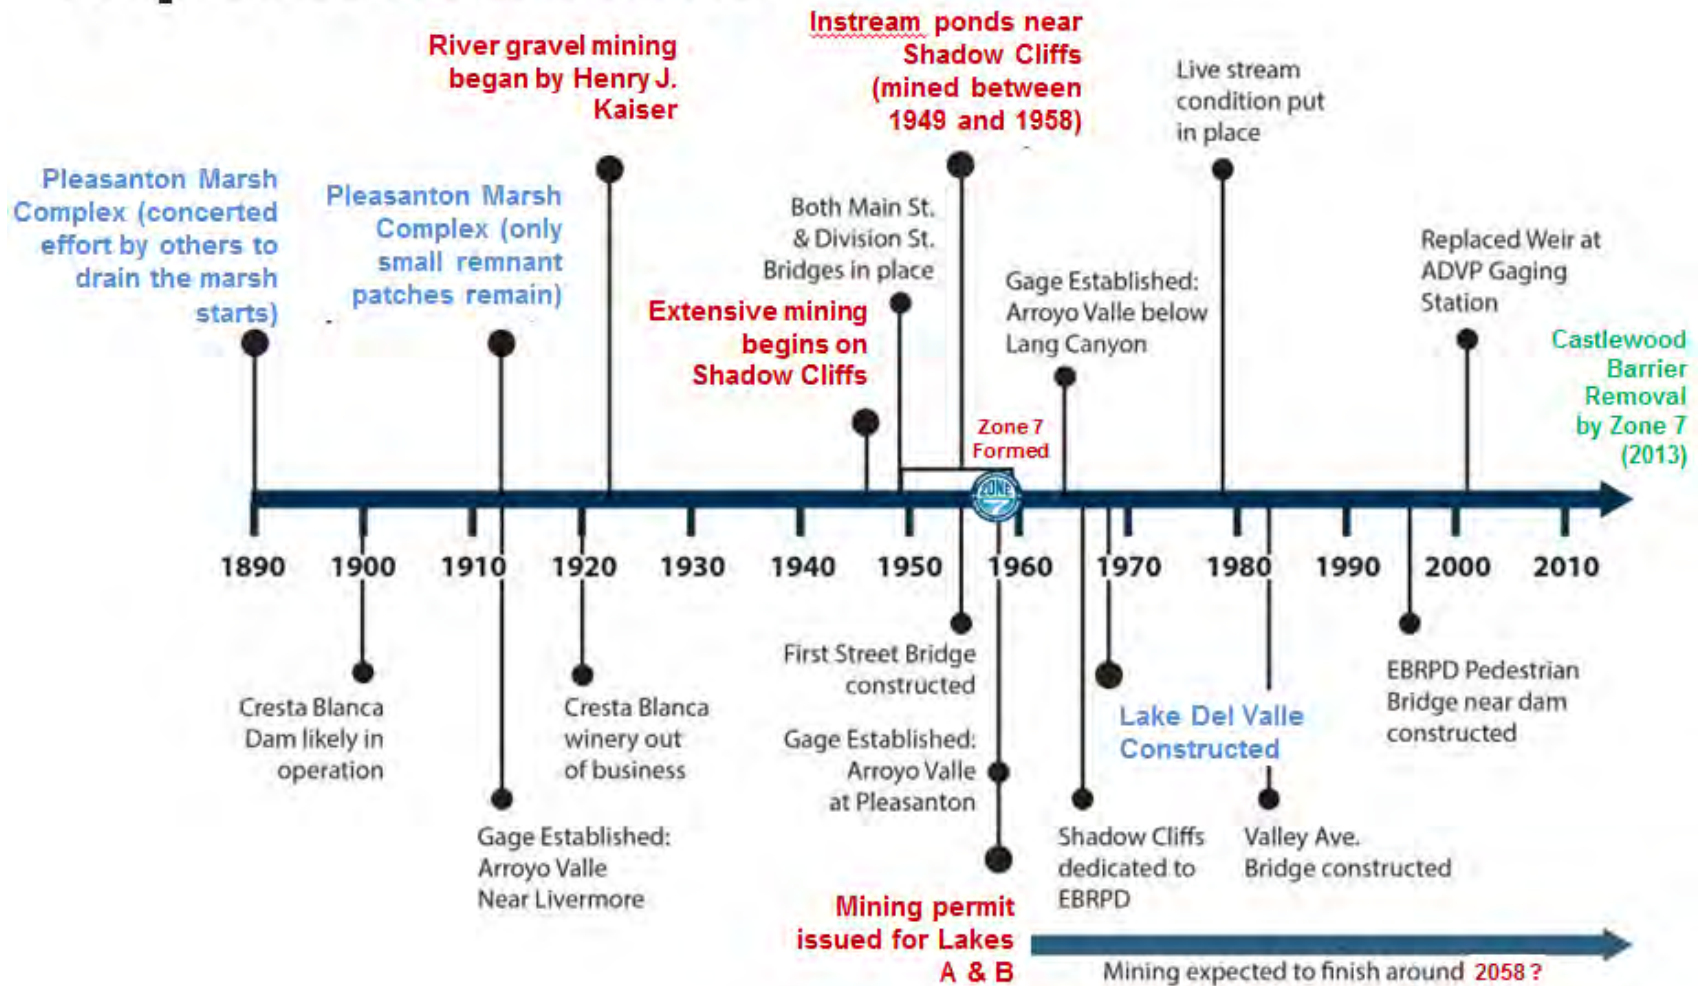 Instream ponds near
Shadow Cliffs
(mined between
1949 and 1958)
River gravel mining
began by Henry J.
Kaiser
Live stream
condition put
in place
Pleasanton Marsh
Complex (concerted
effort by others to
drain the marsh
starts)
Pleasanton Marsh
Complex (only
small remnant
patches remain)
Both Main St.
& Division St.
Bridges in place
Extensive mining
begins on
Shadow Cliffs
Gage Established:
Arroyo Valle below
Lang Canyon
Replaced Weir at
ADVP Gaging
Station
Castlewood
Barrier
Removal
by Zone 7
(2013)
Zone 7
Formed
ZONE
7
1890 1900 1910 1920 1930 1940 1950 1960 1970 1980 1990 2000 2010
Cresta Blanca
Dam likely in
operation
Gage Established:
Arroyo Valle
Near Livermore
Cresta Blanca
winery out
of business
First Street Bridge
constructed
Gage Established:
Arroyo Valle
at Pleasanton
Mining permit
issued for Lakes
A & B
Shadow Cliffs
dedicated to
EBRPD
Lake Del Valle
Constructed
Valley Ave.
Bridge constructed
EBRPD Pedestrian
Bridge near dam
constructed
Mining expected to finish around 2058 ?